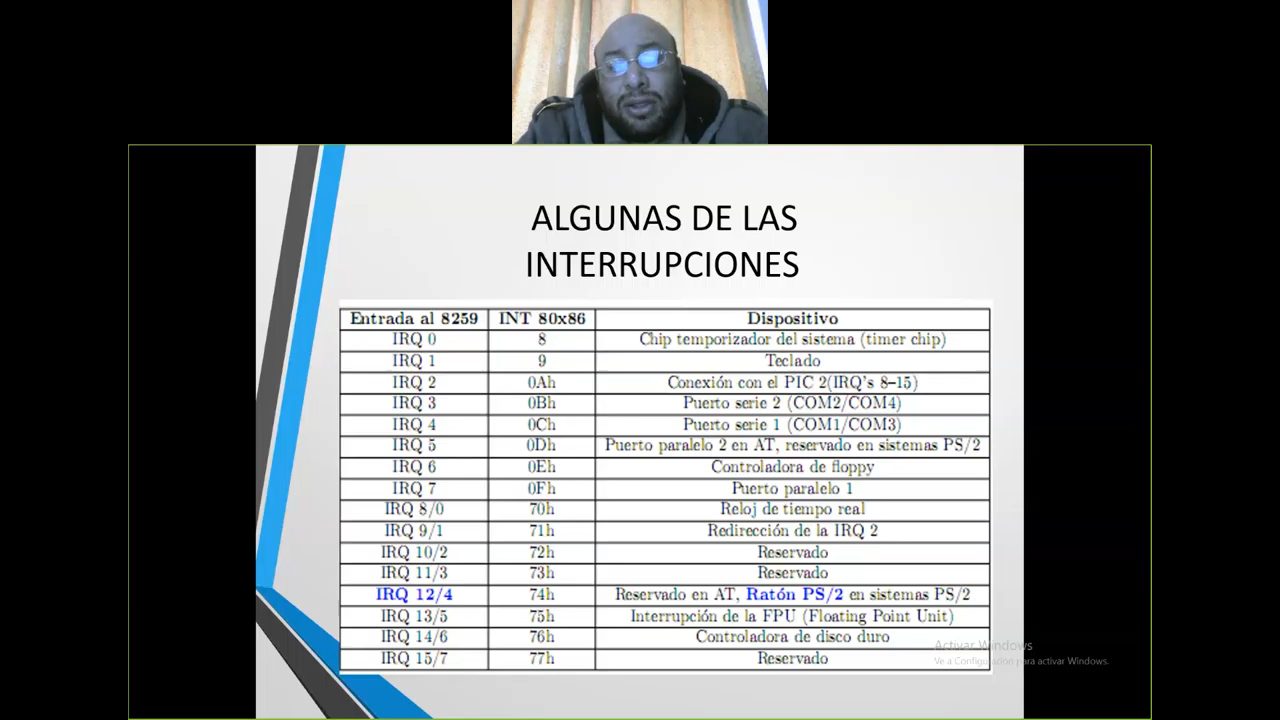 ALGUNAS DE LAS
INTERRUPCIONES
Entrada al 8259 INT 80x86 Dispositivo
IRQ 0 8 Chip temporizador del sistema (timer chip)
IRQ 1 9 Teclado
IRQ 2 0Ah Conexión con el PIC 2(IRQ's 8–15)
IRQ 3 0Bh Puerto serie 2 (COM2/COM4)
IRQ 4 0Ch Puerto serie 1 (COM1/COM3)
IRQ 5 0Dh Puerto paralelo 2 en AT, reservado en sistemas PS/2
IRQ 6 0Eh Controladora de floppy
IRQ 7 0Fh Puerto paralelo 1
IRQ 8/0 70h Reloj de tiempo real
IRQ 9/1 71h Redirección de la IRQ 2
IRQ 10/2 72h Reservado
IRQ 11/3 73h Reservado
IRQ 12/4 74h Reservado en AT, Ratón PS/2 en sistemas PS/2
IRQ 13/5 75h Interrupción de la FPU (Floating Point Unit)
IRQ 14/6 76h Controladora de disco duro
IRQ 15/7 77h Reservado
Activar Windows
Ve a Configuración para activar Windows.